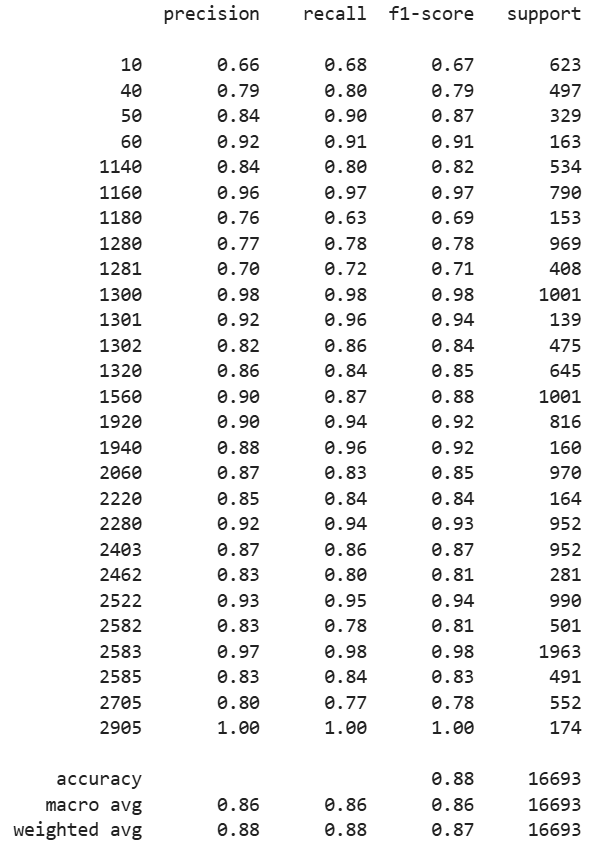 precision recall f1-score support
10 0.66 0.68 0.67 623
40 0.79 0.80 0.79 497
50 0.84 0.90 0.87 329
60 0.92 0.91 0.91 163
1140 0.84 0.80 0.82 534
1160 0.96 0.97 0.97 790
1180 0.76 0.63 0.69 153
1280 0.77 0.78 0.78 969
1281 0.70 0.72 0.71 408
1300 0.98 0.98 0.98 1001
1301 0.92 0.96 0.94 139
1302 0.82 0.86 0.84 475
1320 0.86 0.84 0.85 645
1560 0.90 0.87 0.88 1001
1920 0.90 0.94 0.92 816
1940 0.88 0.96 0.92 160
2060 0.87 0.83 0.85 970
2220 0.85 0.84 0.84 164
2280 0.92 0.94 0.93 952
2403 0.87 0.86 0.87 952
2462 0.83 0.80 0.81 281
2522 0.93 0.95 0.94 990
2582 0.83 0.78 0.81 501
2583 0.97 0.98 0.98 1963
2585 0.83 0.84 0.83 491
2705 0.80 0.77 0.78 552
2905 1.00 1.00 1.00 174
accuracy 0.88 16693
macro avg 0.86 0.86 0.86 16693
weighted avg 0.88 0.88 0.87 16693